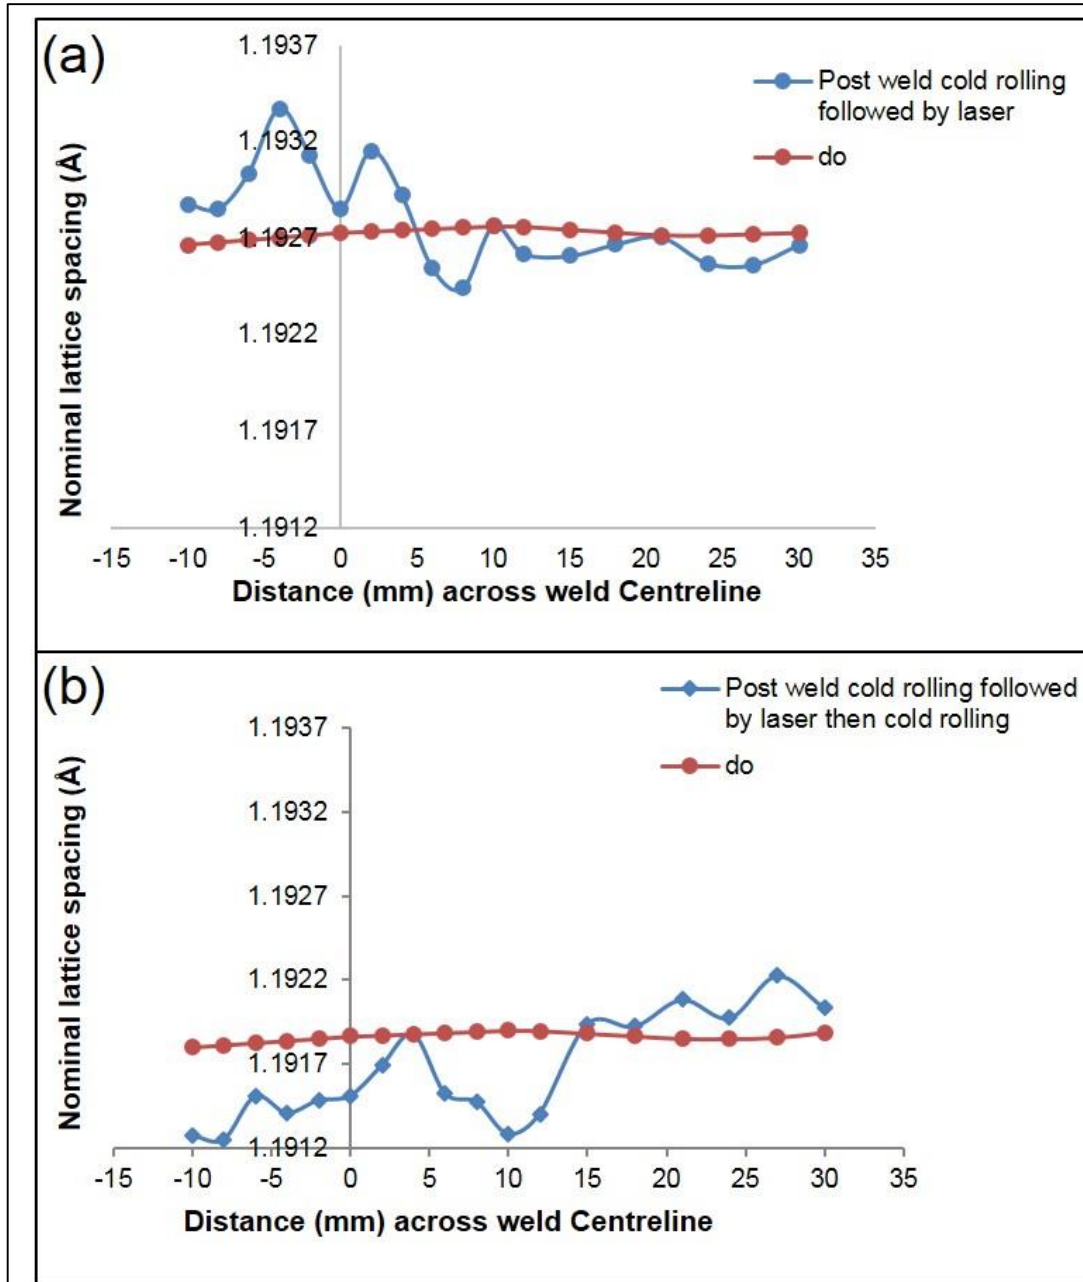 (a)
1.1937
1.1932
1.1927
1.1922
1.1917
1.1912
Nominal lattice spacing (Å)
Post weld cold rolling
followed by laser
do
-15 -10 -5 0 5 10 15 20 25 30 35
Distance (mm) across weld Centreline
(b)
1.1937
1.1932
1.1927
1.1922
1.1917
1.1912
Nominal lattice spacing (Å)
Post weld cold rolling followed
by laser then cold rolling
do
-15 -10 -5 0 5 10 15 20 25 30 35
Distance (mm) across weld Centreline